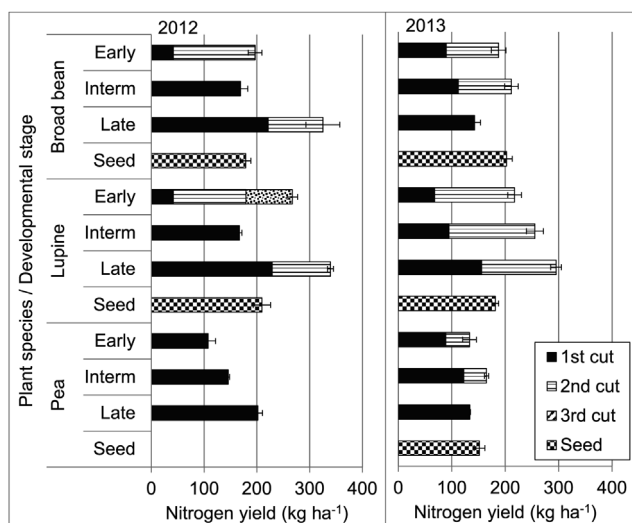 2012
2013
Plant species / Developmental stage
Broad bean
Early
Interm
Late
Seed
Lupine
Early
Interm
Late
Seed
Pea
Early
Interm
Late
Seed
1st cut
2nd cut
3rd cut
Seed
0 100 200 300 400
0 100 200 300 400
Nitrogen yield (kg ha⁻¹)
Nitrogen yield (kg ha⁻¹)